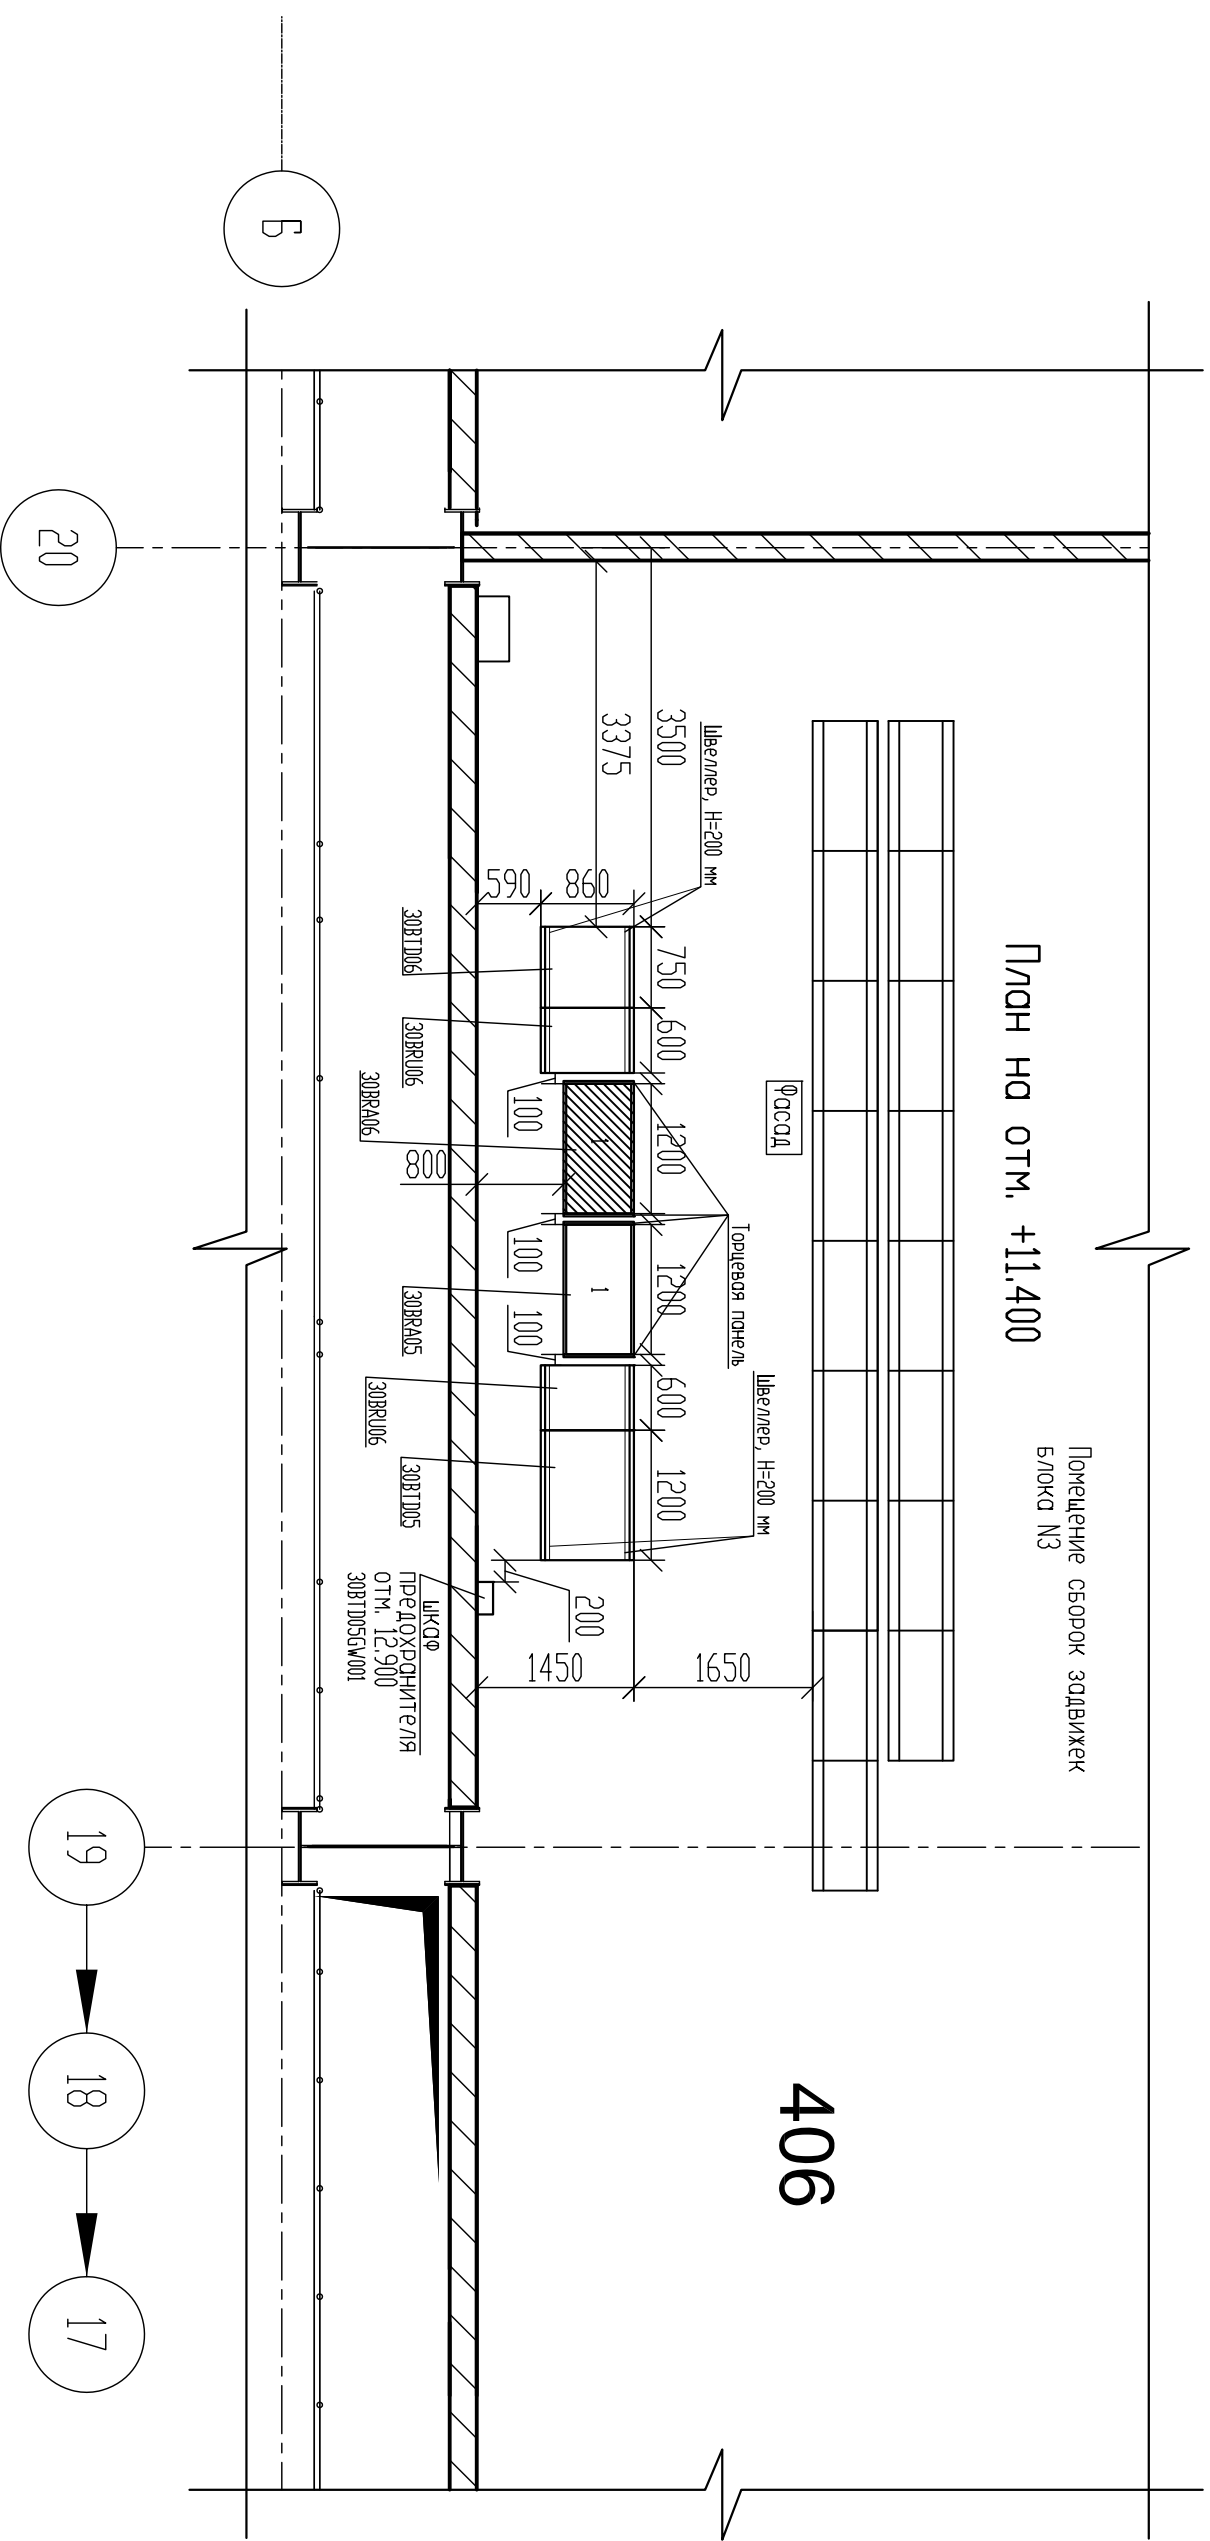 План на отм. +11.400
Помещение сборок задвижек
блока N3
406
Фасад
Швеллер, H=200 мм
Торцевая панель
Швеллер, H=200 мм
3500
750
600
1200
1200
600
1200
3375
860
590
100
800
100
100
200
1450
1650
1
1
30BTD06
30BRU06
30BRA06
30BRA05
30BRU06
30BTD05
шкаф
предохранителя
отм. 12.900
30BTD05GW001
Б
20
19
18
17